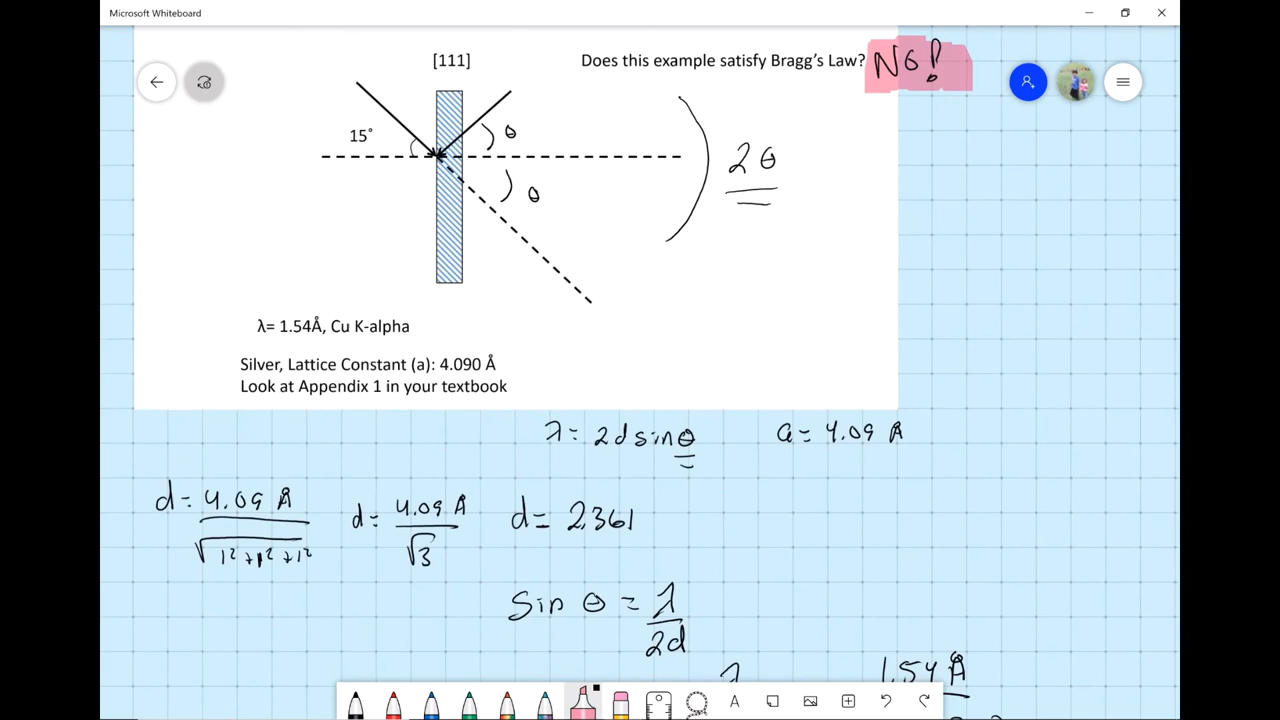 Microsoft Whiteboard
[111]
Does this example satisfy Bragg's Law? NO!
15°
θ
θ
2θ
λ= 1.54Å, Cu K-alpha
Silver, Lattice Constant (a): 4.090 Å
Look at Appendix 1 in your textbook
λ = 2d sinθ
a = 4.09 Å
d = 4.09 Å / √1² + 1² + 1²
d = 4.09 Å / √3
d = 2.361
Sin θ = λ / 2d
λ
1.54 Å
A